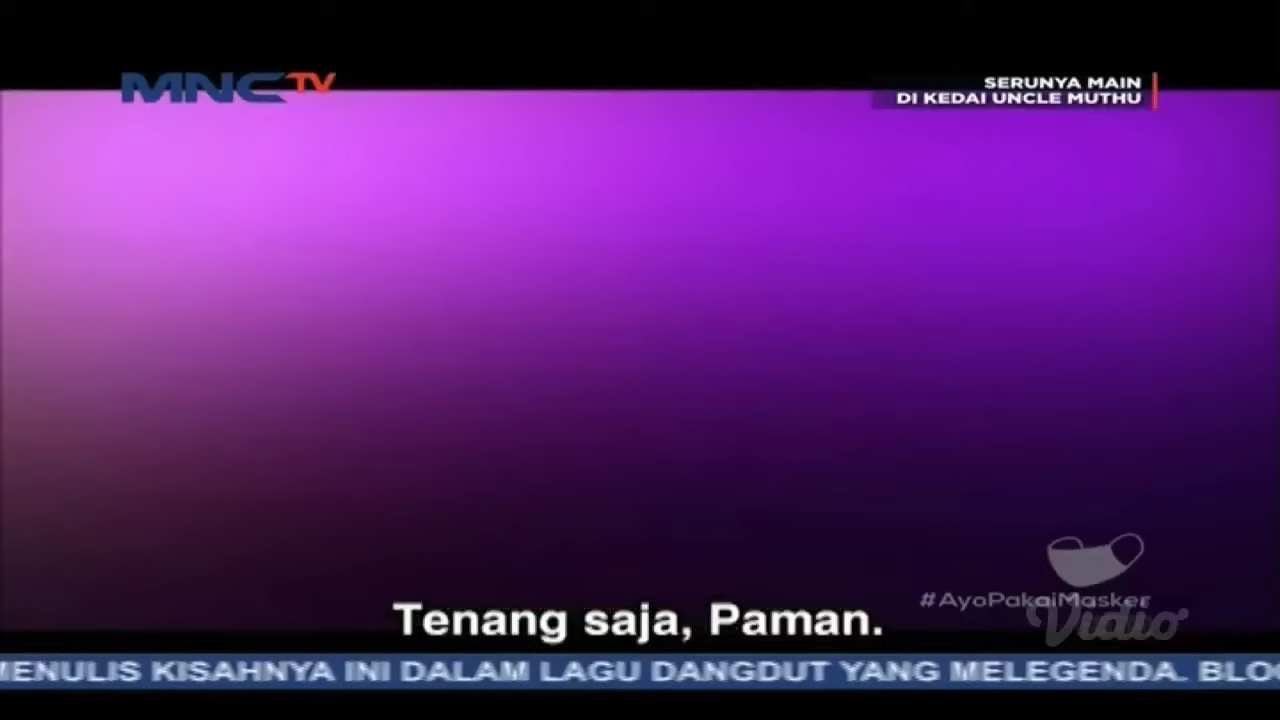 MNCTV
SERUNYA MAIN
DI KEDAI UNCLE MUTHU
#AyoPakaiMasker
Vidio
Tenang saja, Paman.
MENULIS KISAHNYA INI DALAM LAGU DANGDUT YANG MELEGENDA. BLO